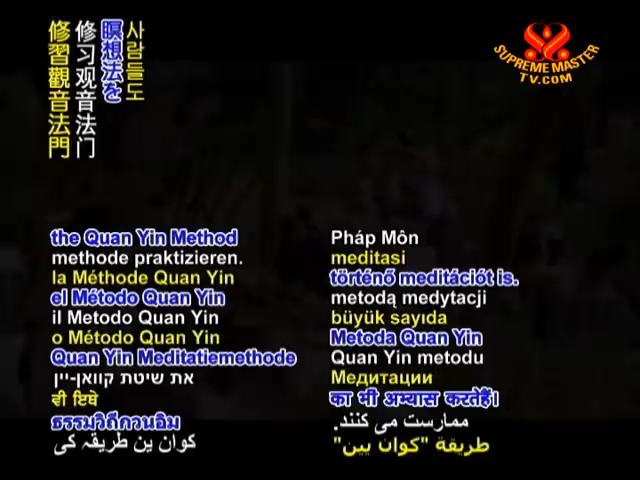 사람들도
瞑想法を
修习观音法门
修習觀音法門
SUPREME MASTER
TV.COM
the Quan Yin Method
methode praktizieren.
la Méthode Quan Yin
el Método Quan Yin
il Metodo Quan Yin
o Método Quan Yin
Quan Yin Meditatiemethode
את שיטת קוואן-יין
ਵੀ ਇਥੇ
ธรรมวิถีกวนอิม
کوان ین طریقہ کی
Pháp Môn
meditasi
történő meditációt is.
metodą medytacji
büyük sayıda
Metoda Quan Yin
Quan Yin metodu
Медитации
का भी अभ्यास करते हैं।
ممارست می کنند.
طريقة "كوان يين"